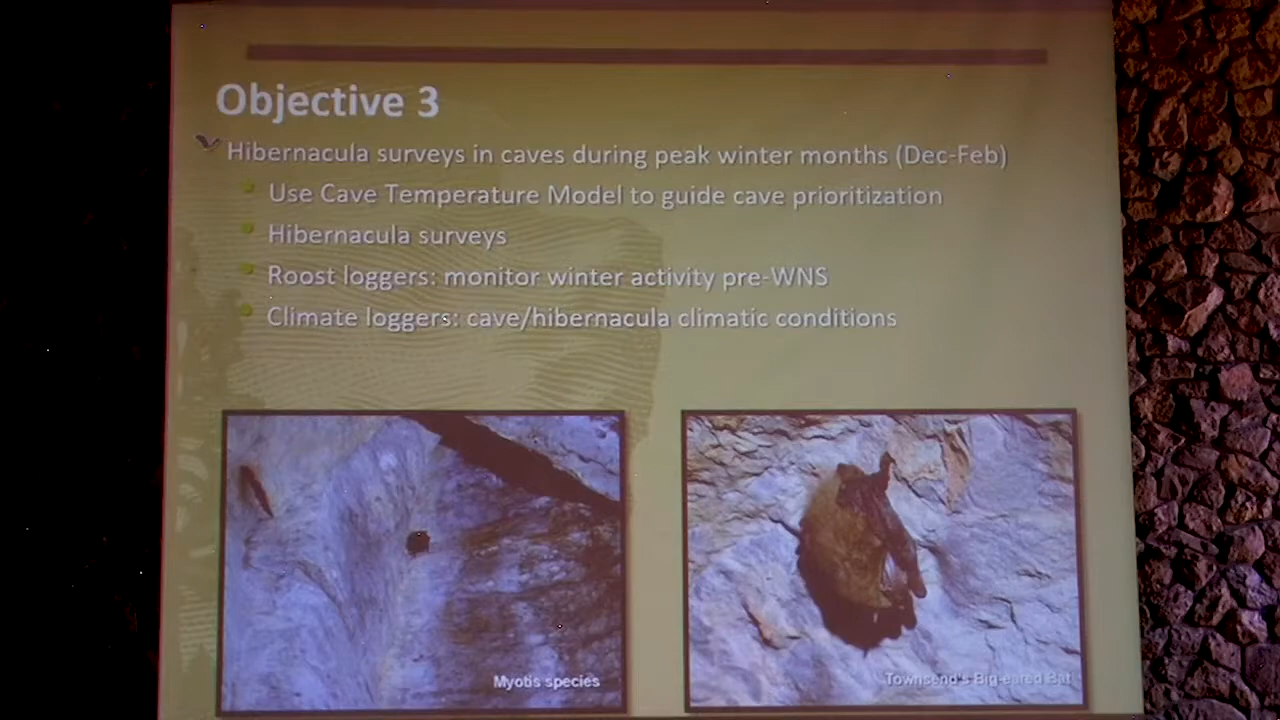 Objective 3
Hibernacula surveys in caves during peak winter months (Dec-Feb)
Use Cave Temperature Model to guide cave prioritization
Hibernacula surveys
Roost loggers: monitor winter activity pre-WNS
Climate loggers: cave/hibernacula climatic conditions
Myotis species
Townsend's Big-eared Bat